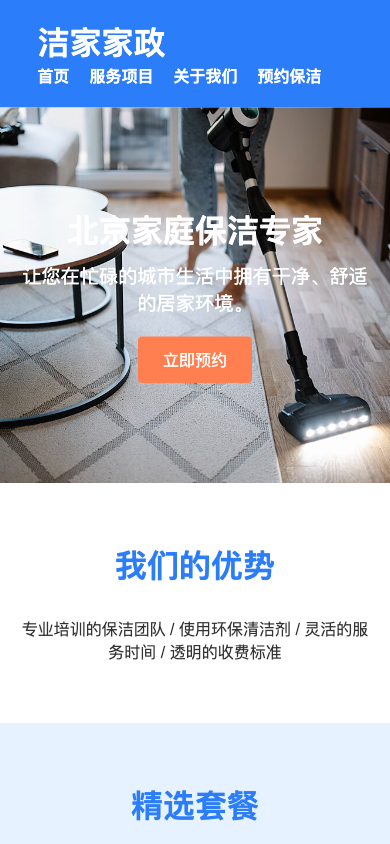 洁家家政
首页 服务项目 关于我们 预约保洁
北京家庭保洁专家
让您在忙碌的城市生活中拥有干净、舒适
的居家环境。
立即预约
我们的优势
专业培训的保洁团队 / 使用环保清洁剂 / 灵活的服
务时间 / 透明的收费标准
精选套餐